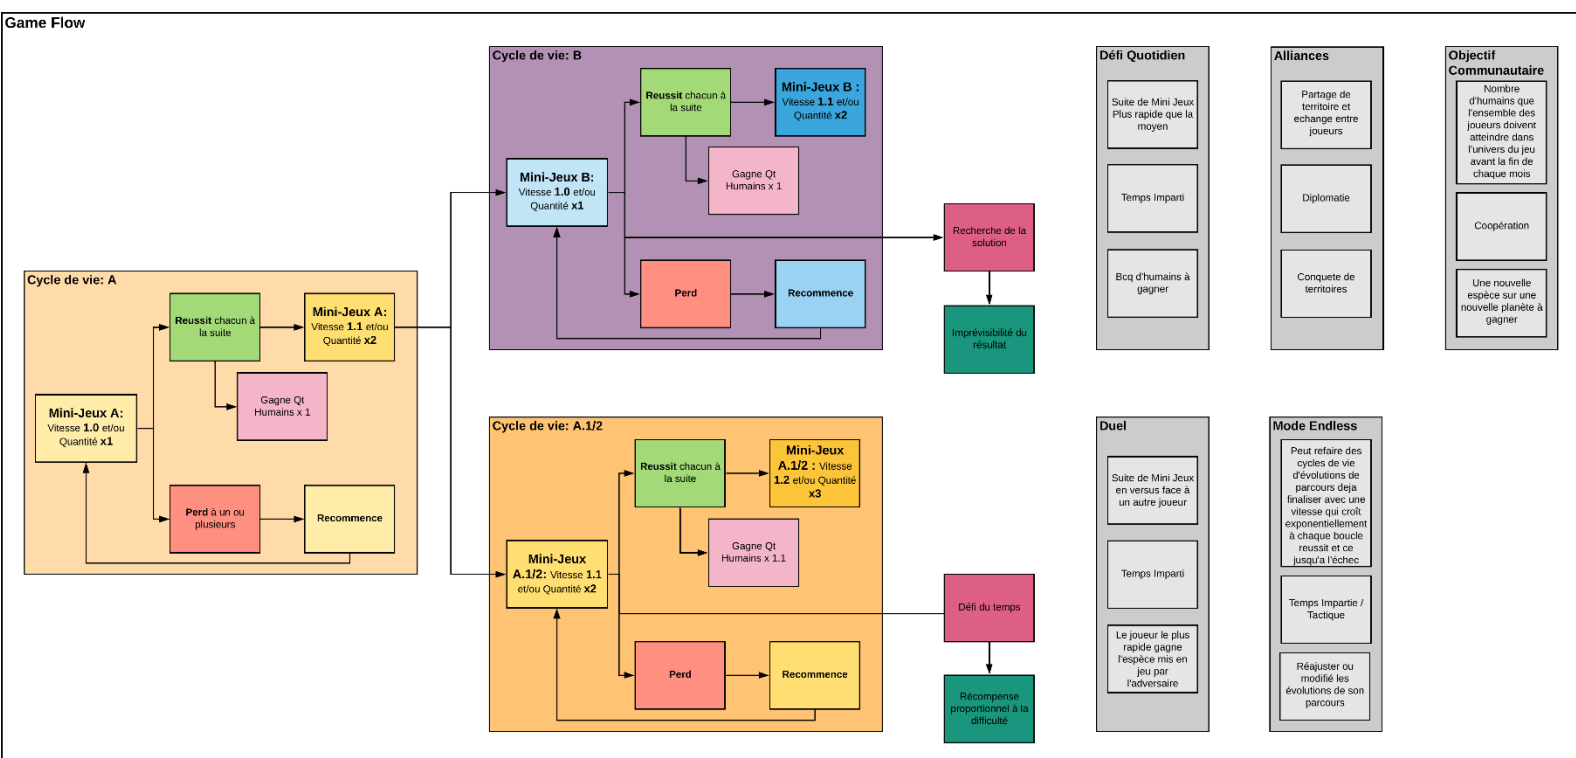 Game Flow
Cycle de vie: A
Mini-Jeux A:
Vitesse 1.0 et/ou
Quantité x1
Reussit chacun à
la suite
Mini-Jeux A:
Vitesse 1.1 et/ou
Quantité x2
Gagne Qt
Humains x 1
Perd à un ou
plusieurs
Recommence
Cycle de vie: B
Mini-Jeux B:
Vitesse 1.0 et/ou
Quantité x1
Reussit chacun à
la suite
Mini-Jeux B :
Vitesse 1.1 et/ou
Quantité x2
Gagne Qt
Humains x 1
Perd
Recommence
Recherche de la
solution
Imprévisibilité du
résultat
Cycle de vie: A.1/2
Mini-Jeux
A.1/2: Vitesse 1.1
et/ou Quantité x2
Reussit chacun à
la suite
Mini-Jeux
A.1/2 : Vitesse
1.2 et/ou Quantité
x3
Gagne Qt
Humains x 1.1
Perd
Recommence
Défi du temps
Récompense
proportionnel à la
difficulté
Défi Quotidien
Suite de Mini Jeux
Plus rapide que la
moyen
Temps Imparti
Bcq d'humains à
gagner
Alliances
Partage de
territoire et
echange entre
joueurs
Diplomatie
Conquete de
territoires
Objectif
Communautaire
Nombre
d'humains que
l'ensemble des
joueurs doivent
atteindre dans
l'univers du jeu
avant la fin de
chaque mois
Coopération
Une nouvelle
espèce sur une
nouvelle planète à
gagner
Duel
Suite de Mini Jeux
en versus face à
un autre joueur
Temps Imparti
Le joueur le plus
rapide gagne
l'espèce mis en
jeu par
l'adversaire
Mode Endless
Peut refaire des
cycles de vie
d'évolutions de
parcours deja
finaliser avec une
vitesse qui croît
exponentiellement
à chaque boucle
reussit et ce
jusqu'a l'échec
Temps Impartie /
Tactique
Réajuster ou
modifié les
évolutions de son
parcours